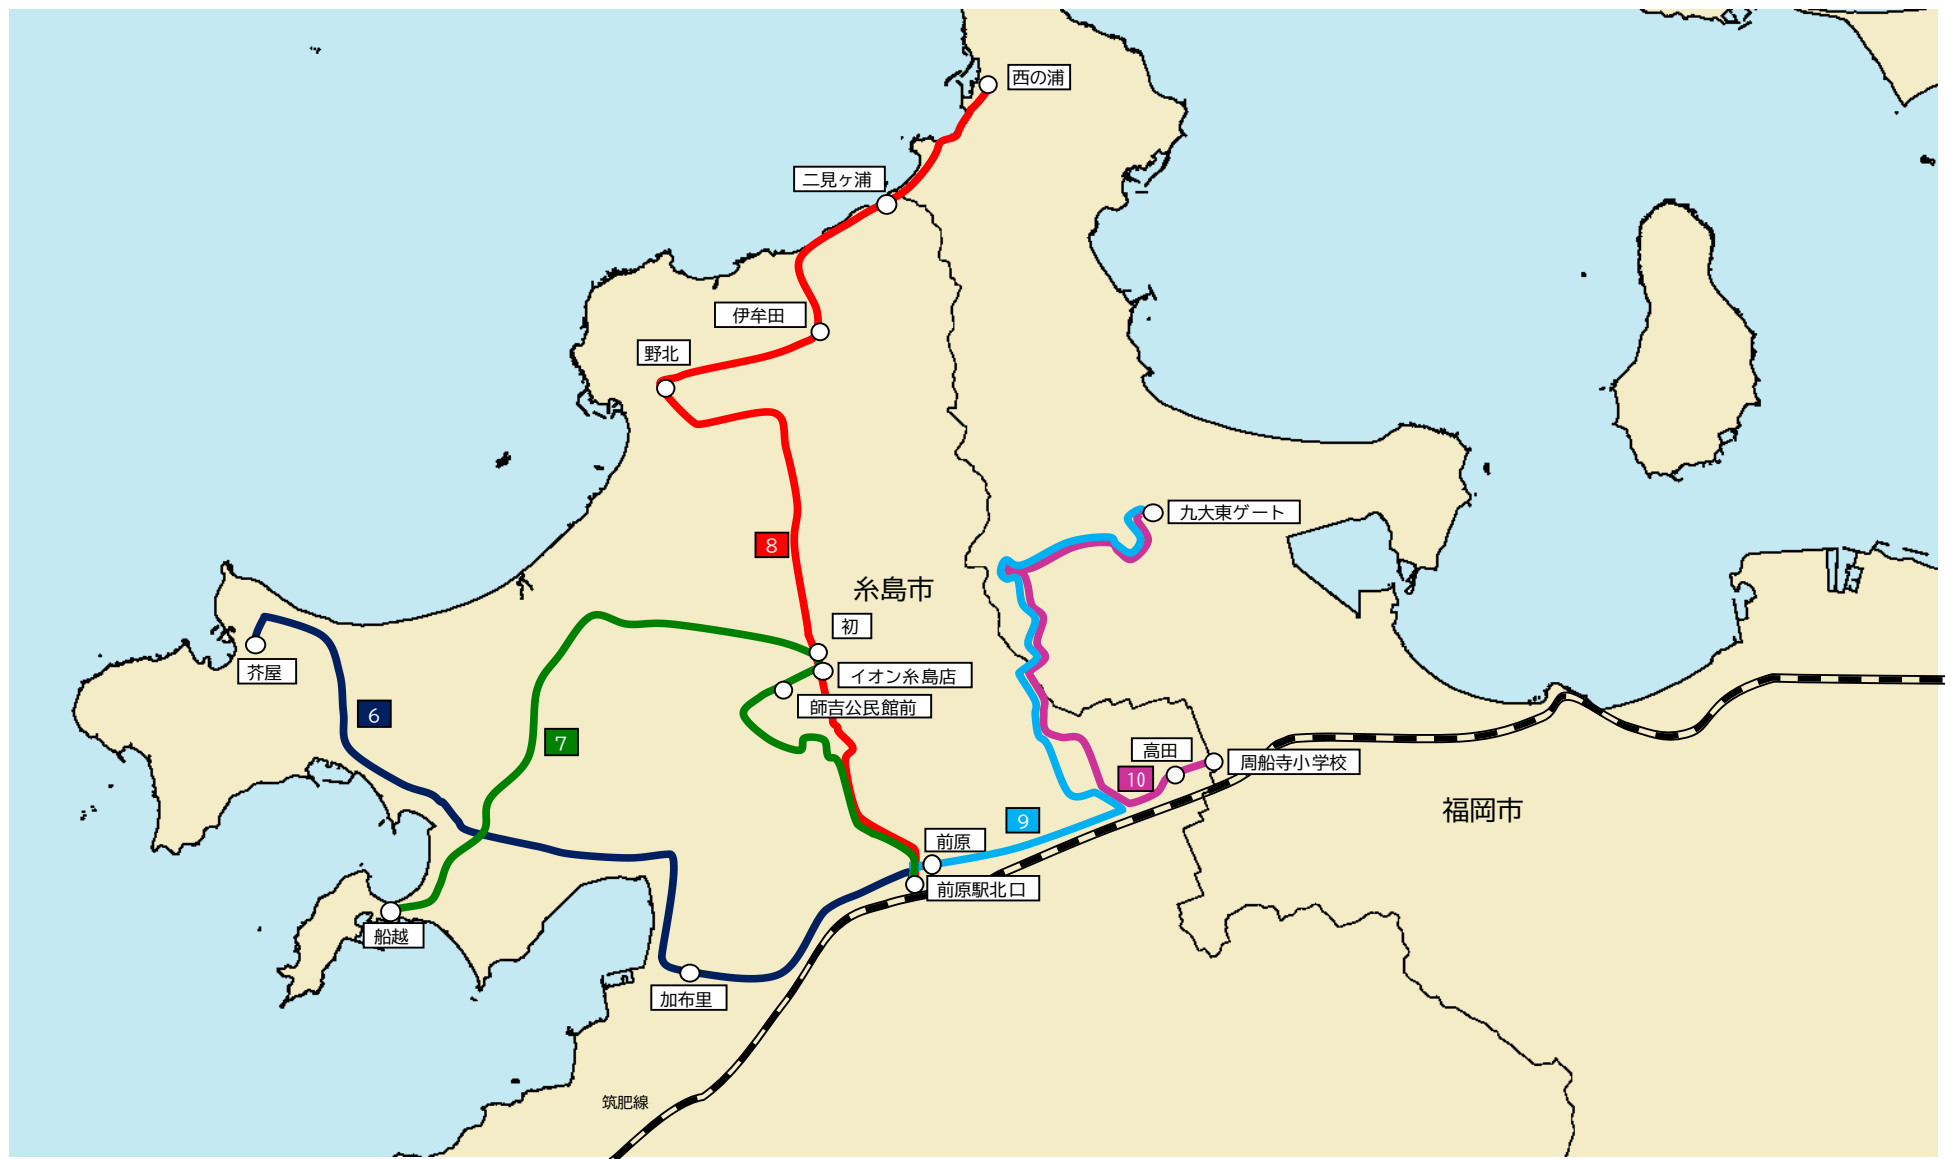 西の浦
二見ヶ浦
伊牟田
野北
九大東ゲート
8
糸島市
初
芥屋
イオン糸島店
師吉公民館前
6
7
高田
周船寺小学校
10
福岡市
9
前原
前原駅北口
船越
加布里
筑肥線